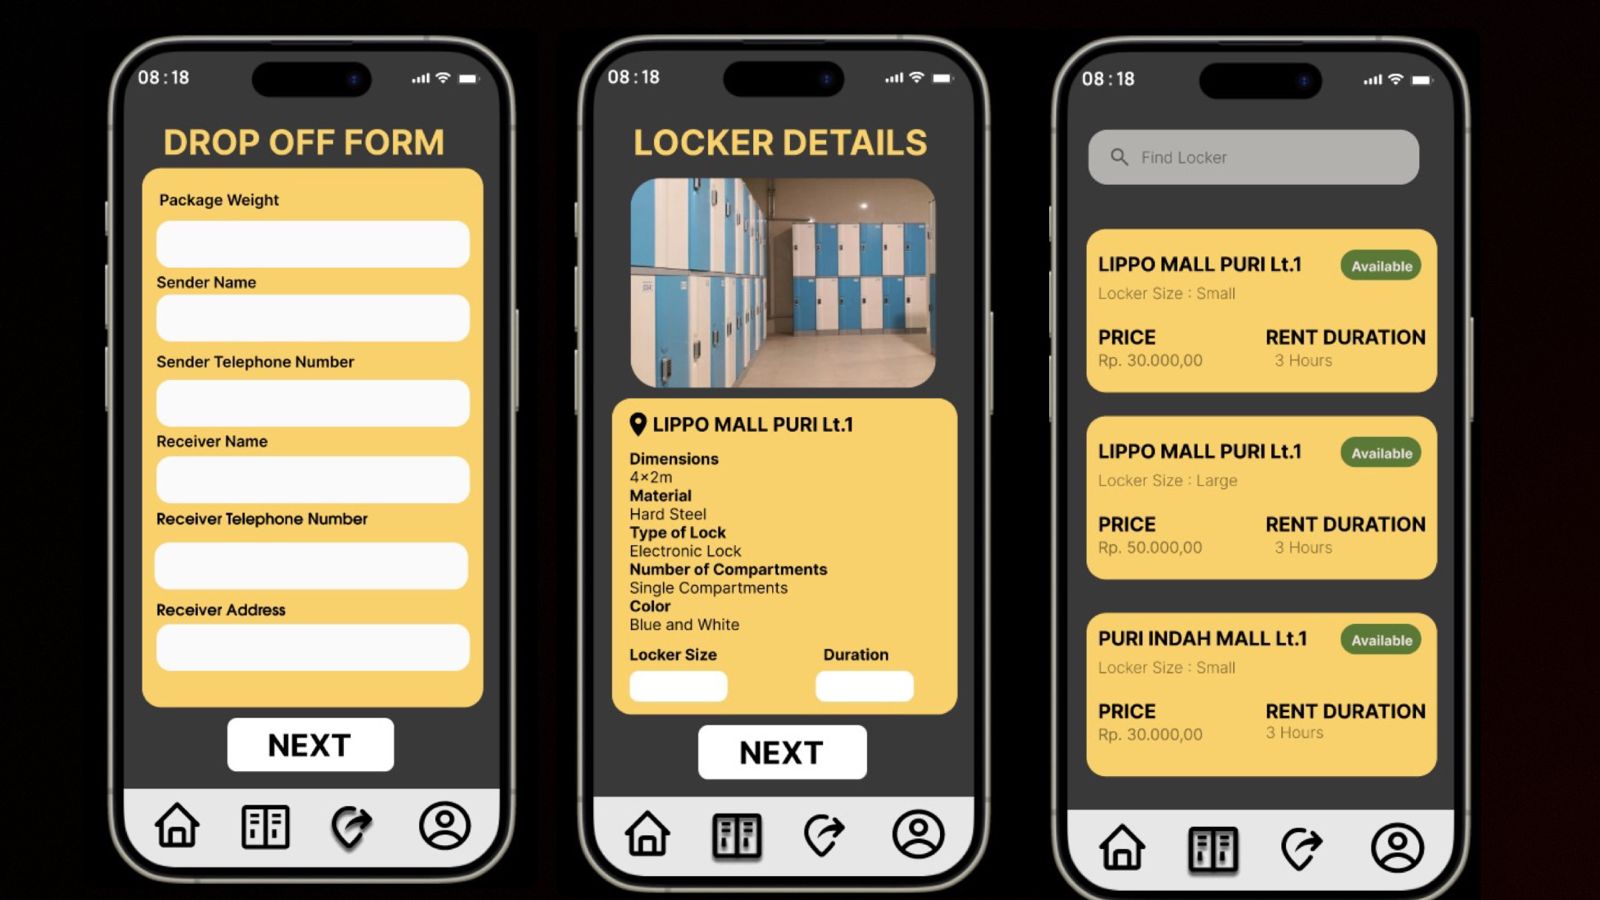 08:18
DROP OFF FORM
Package Weight
Sender Name
Sender Telephone Number
Receiver Name
Receiver Telephone Number
Receiver Address
NEXT
08:18
LOCKER DETAILS
LIPPO MALL PURI Lt.1
Dimensions
4×2m
Material
Hard Steel
Type of Lock
Electronic Lock
Number of Compartments
Single Compartments
Color
Blue and White
Locker Size
Duration
NEXT
08:18
Find Locker
LIPPO MALL PURI Lt.1
Available
Locker Size : Small
PRICE
RENT DURATION
Rp. 30.000,00
3 Hours
LIPPO MALL PURI Lt.1
Available
Locker Size : Large
PRICE
RENT DURATION
Rp. 50.000,00
3 Hours
PURI INDAH MALL Lt.1
Available
Locker Size : Small
PRICE
RENT DURATION
Rp. 30.000,00
3 Hours